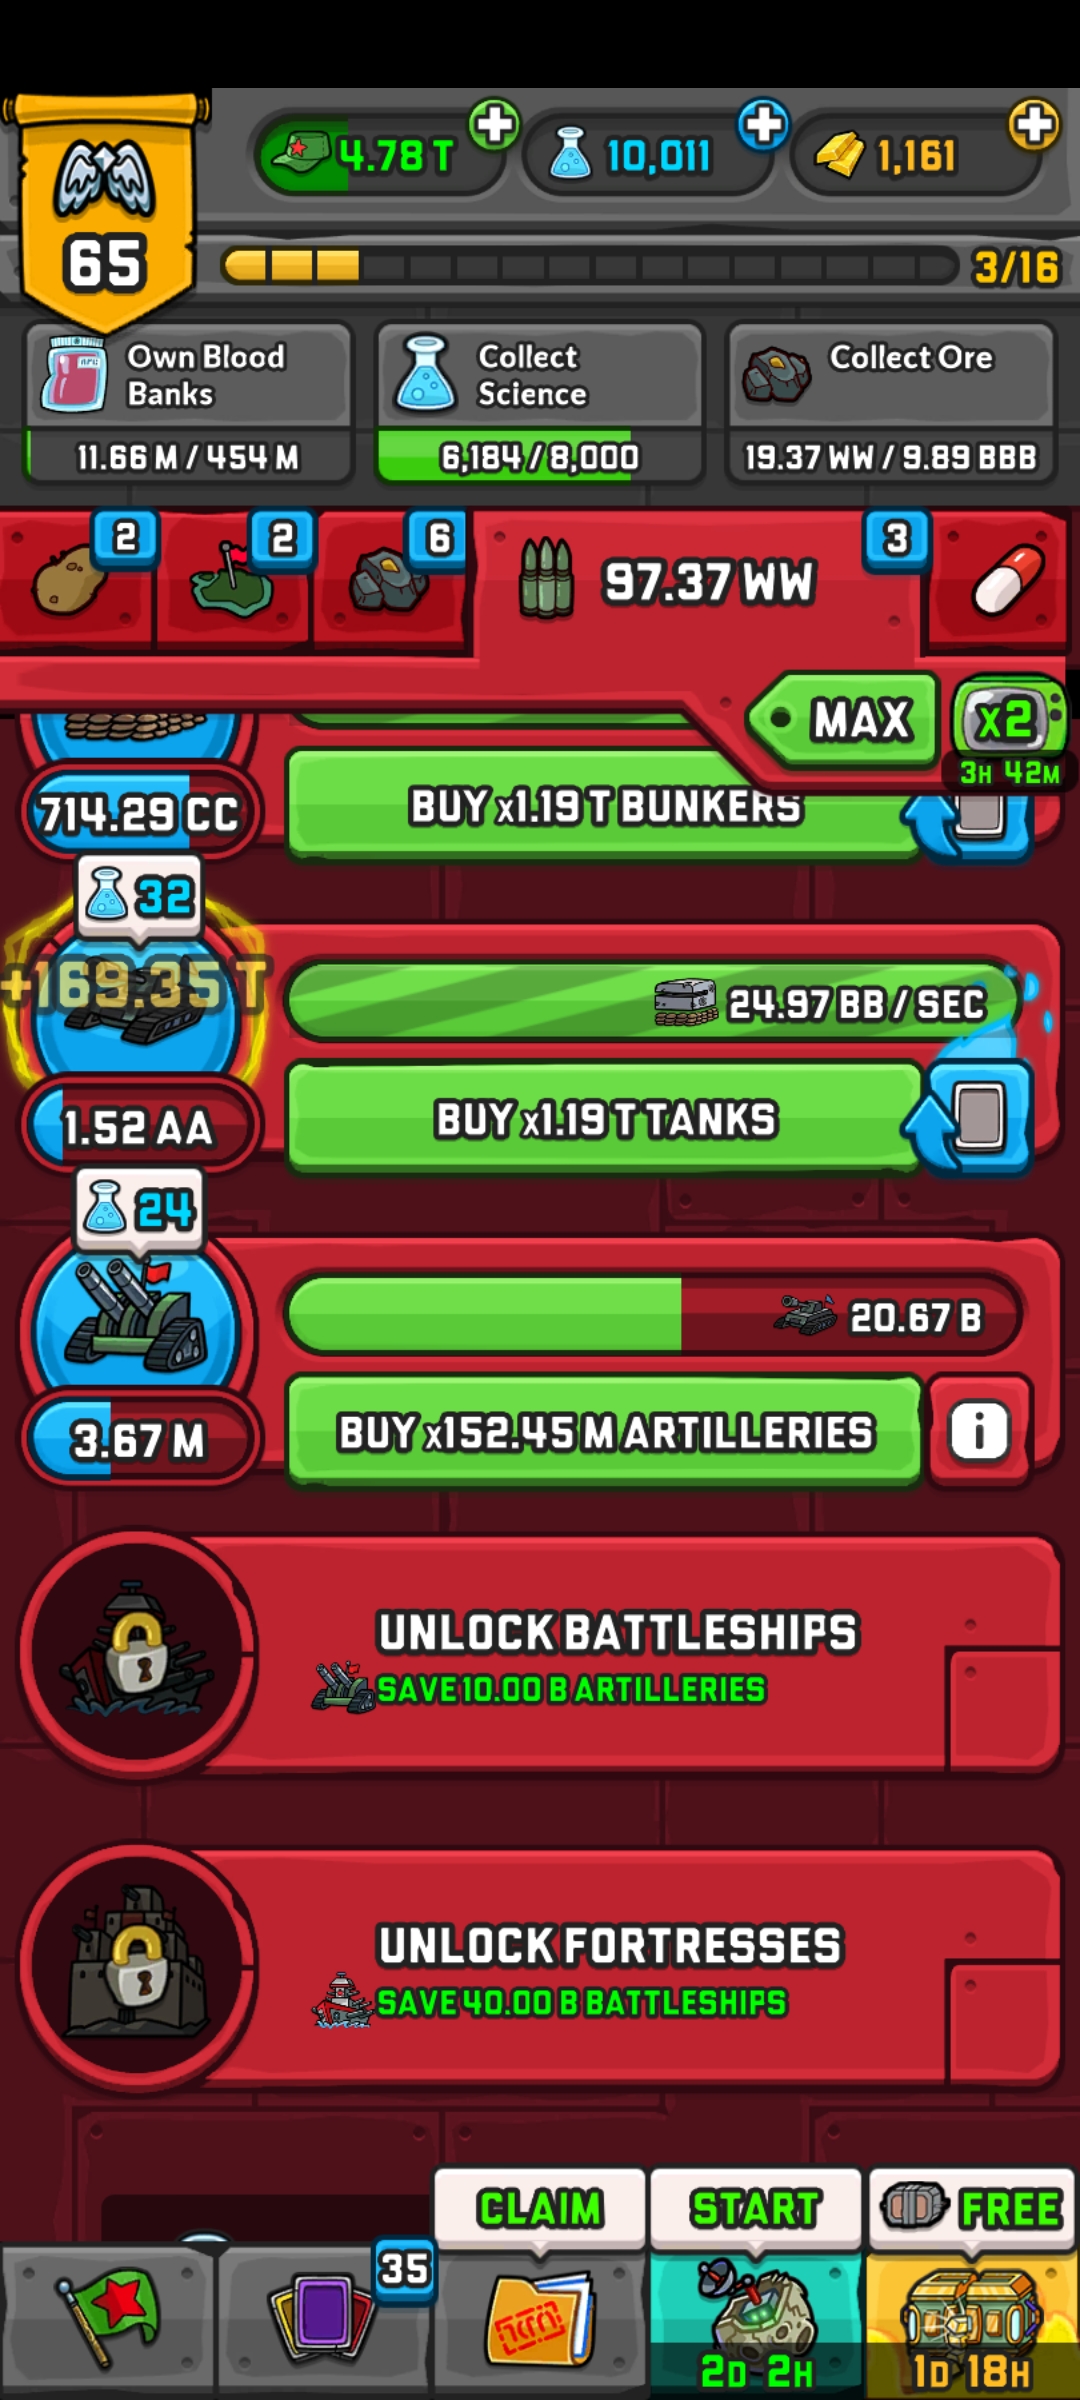 65
4.78 T
10,011
1,161
3/16
Own Blood
Banks
11.66 M / 454 M
Collect
Science
6,184 / 8,000
Collect Ore
19.37 WW / 9.89 BBB
2
2
6
97.37 WW
3
MAX
x2
3H 42M
714.29 CC
BUY x1.19 T BUNKERS
32
+169.35 T
24.97 BB / SEC
1.52 AA
BUY x1.19 T TANKS
24
20.67 B
3.67 M
BUY x152.45 M ARTILLERIES
i
UNLOCK BATTLESHIPS
SAVE 10.00 B ARTILLERIES
UNLOCK FORTRESSES
SAVE 40.00 B BATTLESHIPS
CLAIM
START
FREE
35
2D 2H
1D 18H